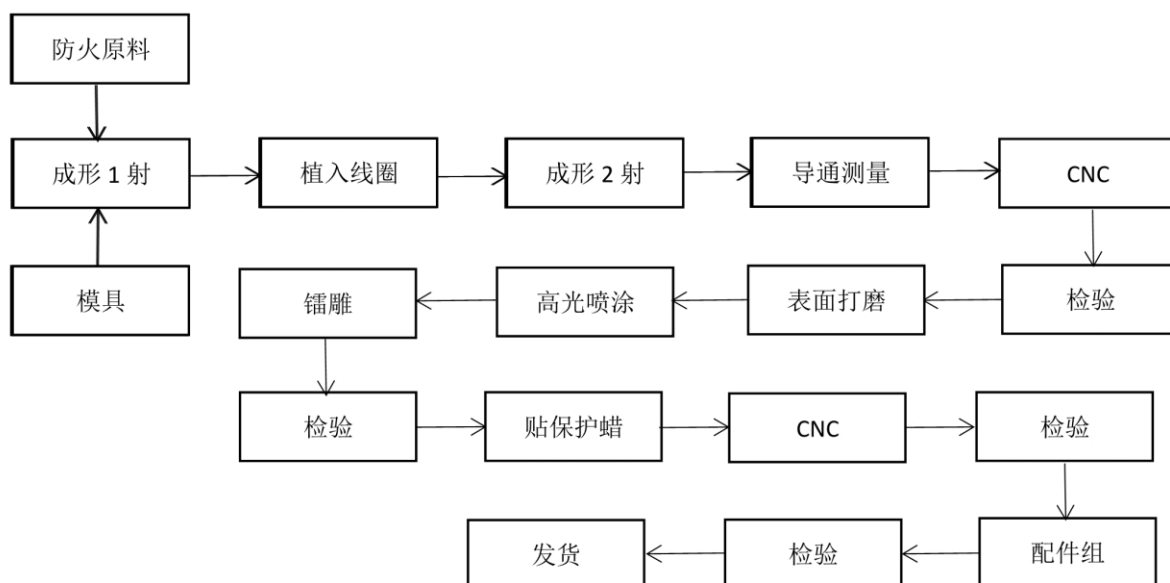 防火原料
成形 1 射
植入线圈
成形 2 射
导通测量
CNC
模具
镭雕
高光喷涂
表面打磨
检验
检验
贴保护蜡
CNC
检验
发货
检验
配件组